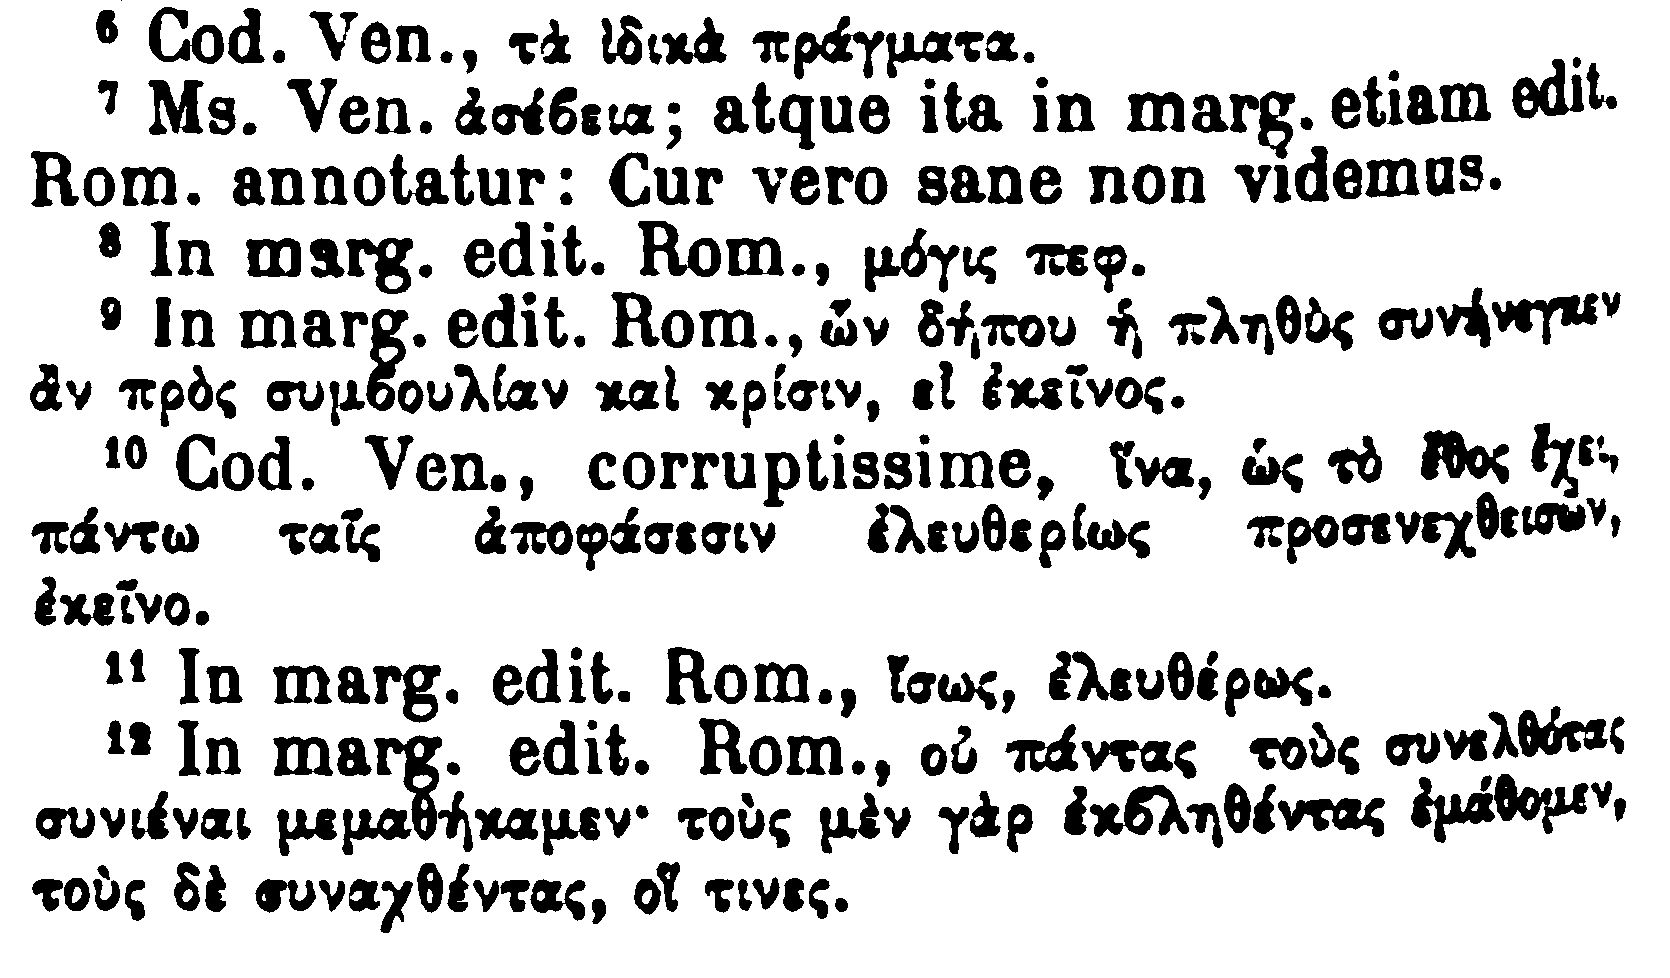 ⁶ Cod. Ven., τὰ ἰδικὰ πράγματα.
⁷ Ms. Ven. ἀσέϐεια; atque ita in marg. etiam edit.
Rom. annotatur: Cur vero sane non videmus.
⁸ In marg. edit. Rom., μόγις πεφ.
⁹ In marg. edit. Rom., ὧν δήπου ἡ πληθὺς συνήνεγκεν
ἂν πρὸς συμϐουλίαν καὶ κρίσιν, εἰ ἐκεῖνος.
¹⁰ Cod. Ven., corruptissime, ἵνα, ὡς τὸ ἔθος ἔχει,
πάντω ταῖς ἀποφάσεσιν ἐλευθερίως προσενεχθεισῶν,
ἐκεῖνο.
¹¹ In marg. edit. Rom., ἴσως, ἐλευθέρως.
¹² In marg. edit. Rom., οὐ πάντας τοὺς συνελθότας
συνιέναι μεμαθήκαμεν· τοὺς μὲν γὰρ ἐκϐληθέντας ἐμάθομεν,
τοὺς δὲ συναχθέντας, οἵ τινες.